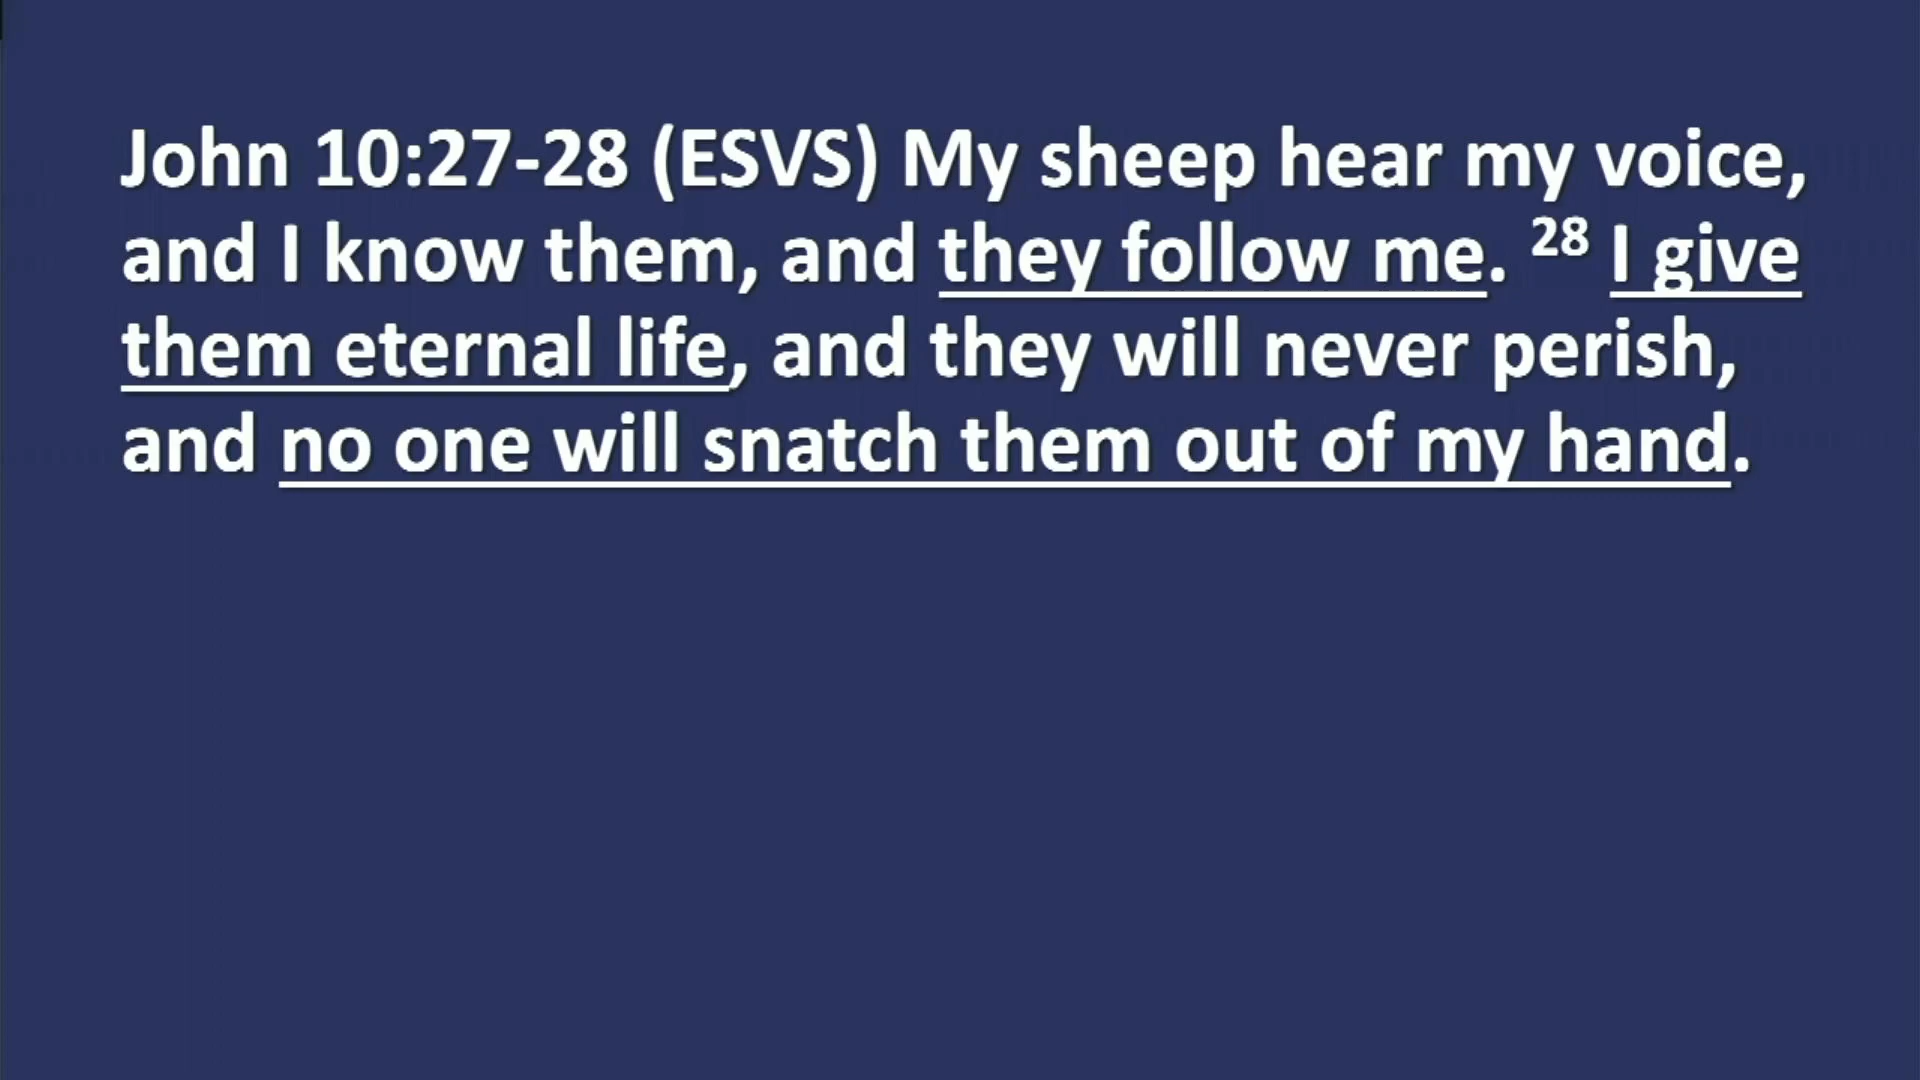 John 10:27-28 (ESVS) My sheep hear my voice,
and I know them, and they follow me. 28 I give
them eternal life, and they will never perish,
and no one will snatch them out of my hand.